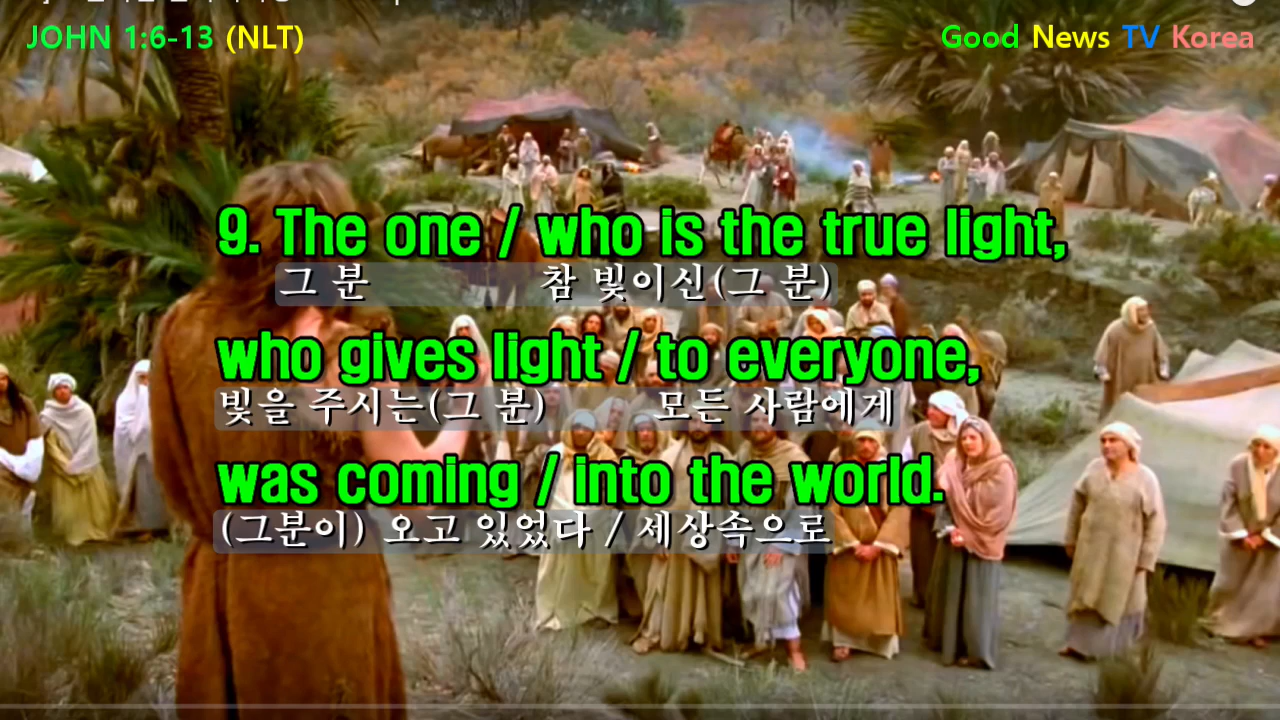 JOHN 1:6-13 (NLT)
Good News TV Korea
9. The one / who is the true light,
그 분 참 빛이신(그 분)
who gives light / to everyone,
빛을 주시는(그 분) 모든 사람에게
was coming / into the world.
(그분이) 오고 있었다 / 세상속으로